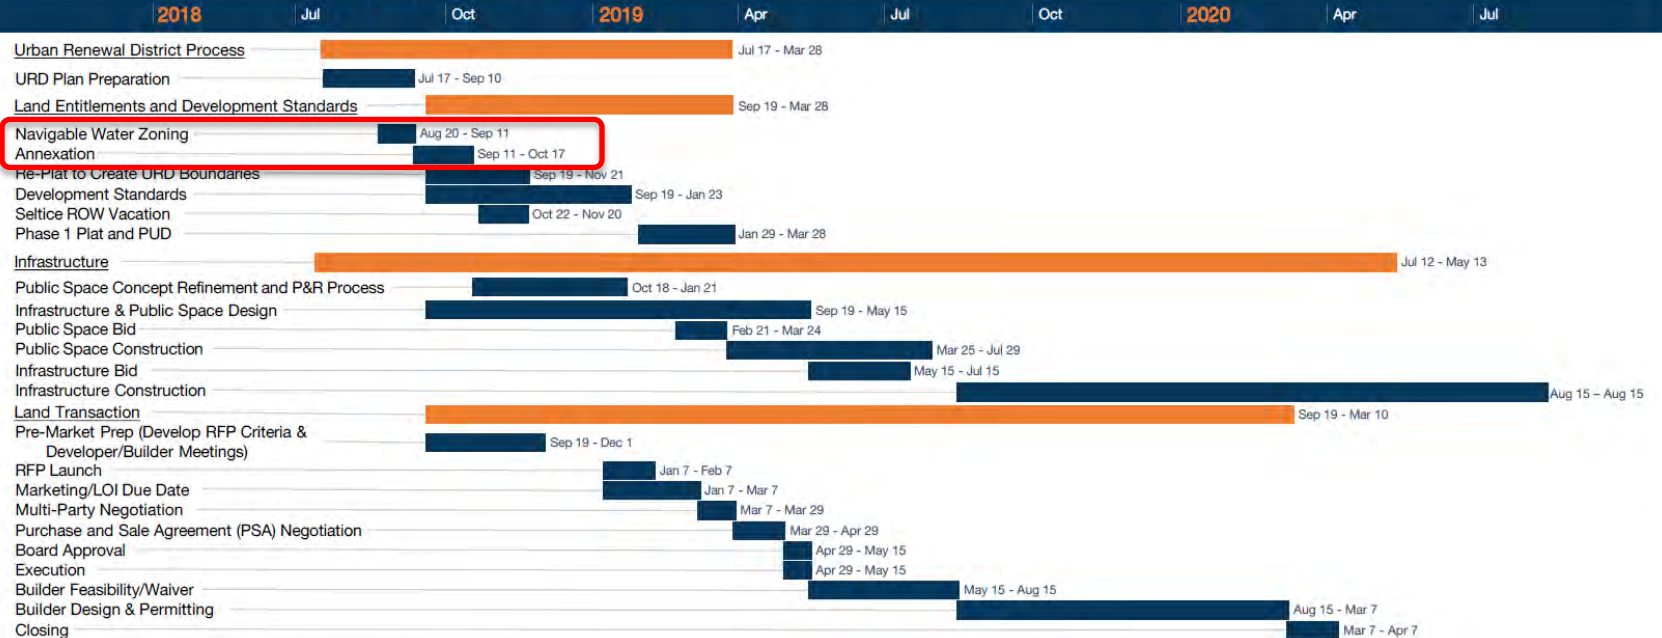 2018 Jul Oct 2019 Apr Jul Oct 2020 Apr Jul
Urban Renewal District Process Jul 17 - Mar 28
URD Plan Preparation Jul 17 - Sep 10
Land Entitlements and Development Standards Sep 19 - Mar 28
Navigable Water Zoning Aug 20 - Sep 11
Annexation Sep 11 - Oct 17
Re-Plat to Create URD Boundaries Sep 19 - Nov 21
Development Standards Sep 19 - Jan 23
Seltice ROW Vacation Oct 22 - Nov 20
Phase 1 Plat and PUD Jan 29 - Mar 28
Infrastructure Jul 12 - May 13
Public Space Concept Refinement and P&R Process Oct 18 - Jan 21
Infrastructure & Public Space Design Sep 19 - May 15
Public Space Bid Feb 21 - Mar 24
Public Space Construction Mar 25 - Jul 29
Infrastructure Bid May 15 - Jul 15
Infrastructure Construction Aug 15 – Aug 15
Land Transaction Sep 19 - Mar 10
Pre-Market Prep (Develop RFP Criteria &
Developer/Builder Meetings) Sep 19 - Dec 1
RFP Launch Jan 7 - Feb 7
Marketing/LOI Due Date Jan 7 - Mar 7
Multi-Party Negotiation Mar 7 - Mar 29
Purchase and Sale Agreement (PSA) Negotiation Mar 29 - Apr 29
Board Approval Apr 29 - May 15
Execution Apr 29 - May 15
Builder Feasibility/Waiver May 15 - Aug 15
Builder Design & Permitting Aug 15 - Mar 7
Closing Mar 7 - Apr 7